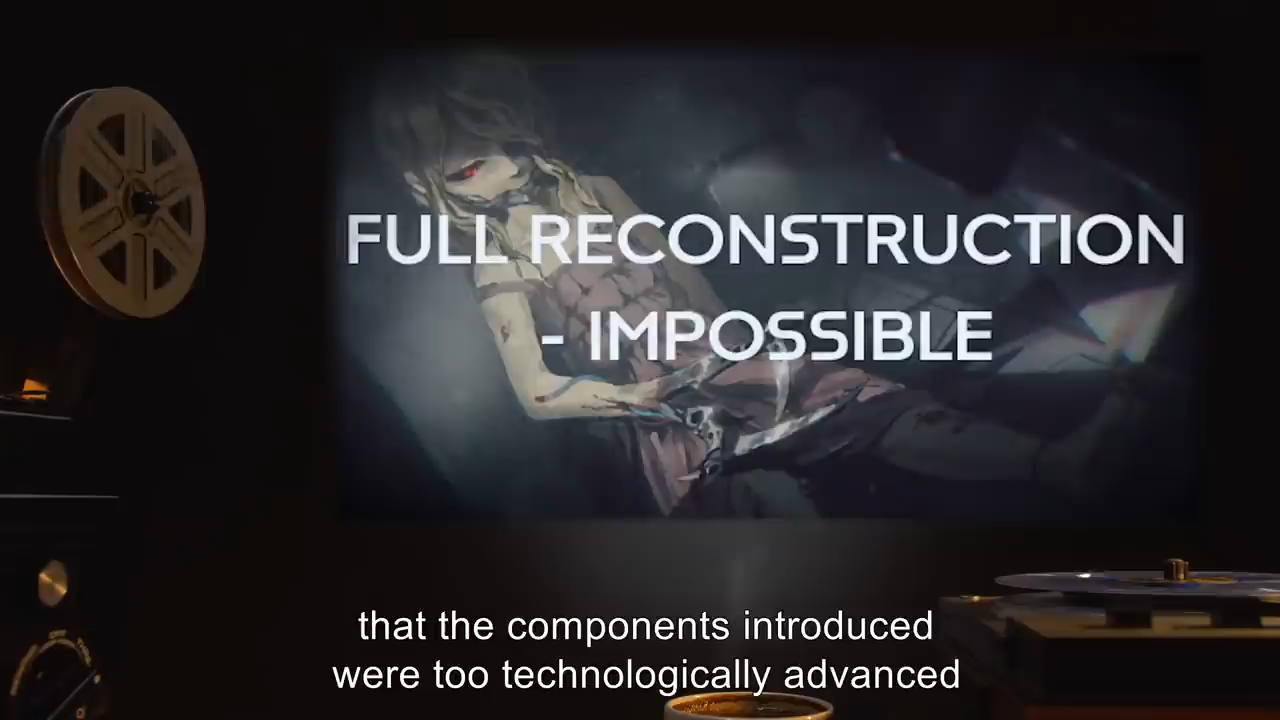 FULL RECONSTRUCTION
- IMPOSSIBLE
that the components introduced
were too technologically advanced